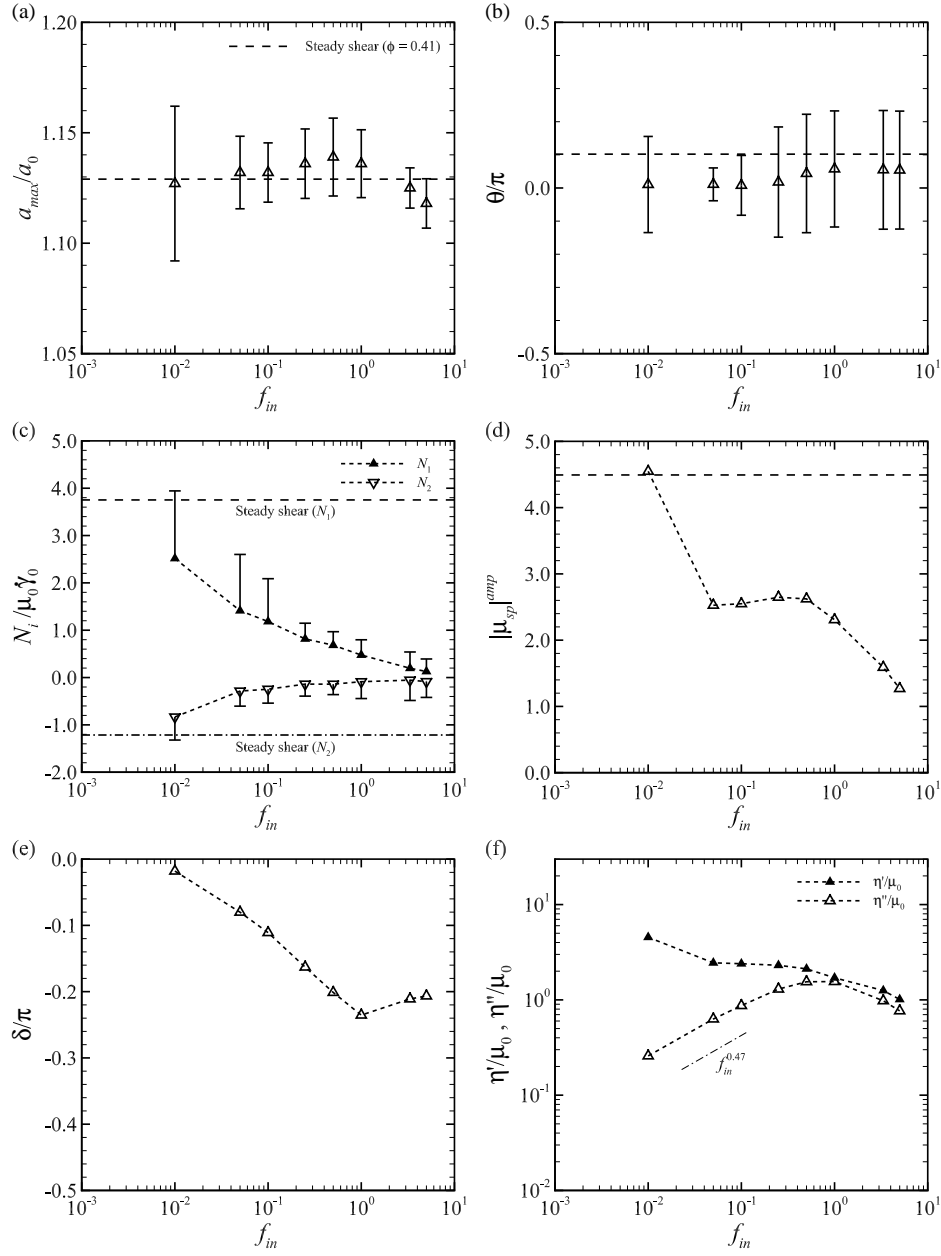 (a)
1.20
1.15
1.10
1.05
a_max/a_0
Steady shear (ϕ = 0.41)
10^-3 10^-2 10^-1 10^0 10^1
f_in
(b)
0.5
0.0
-0.5
θ/π
10^-3 10^-2 10^-1 10^0 10^1
f_in
(c)
5.0
4.0
3.0
2.0
1.0
0.0
-1.0
-2.0
N_i/μ_0γ̇_0
N_1
N_2
Steady shear (N_1)
Steady shear (N_2)
10^-3 10^-2 10^-1 10^0 10^1
f_in
(d)
4.8
3.6
2.4
1.2
0.0
|μ_sp|^amp
10^-3 10^-2 10^-1 10^0 10^1
f_in
(e)
0.0
-0.1
-0.2
-0.3
-0.4
-0.5
δ/π
10^-3 10^-2 10^-1 10^0 10^1
f_in
(f)
10^1
10^0
10^-1
10^-2
η'/μ_0 , η''/μ_0
η'/μ_0
η''/μ_0
f_in^0.47
10^-3 10^-2 10^-1 10^0 10^1
f_in